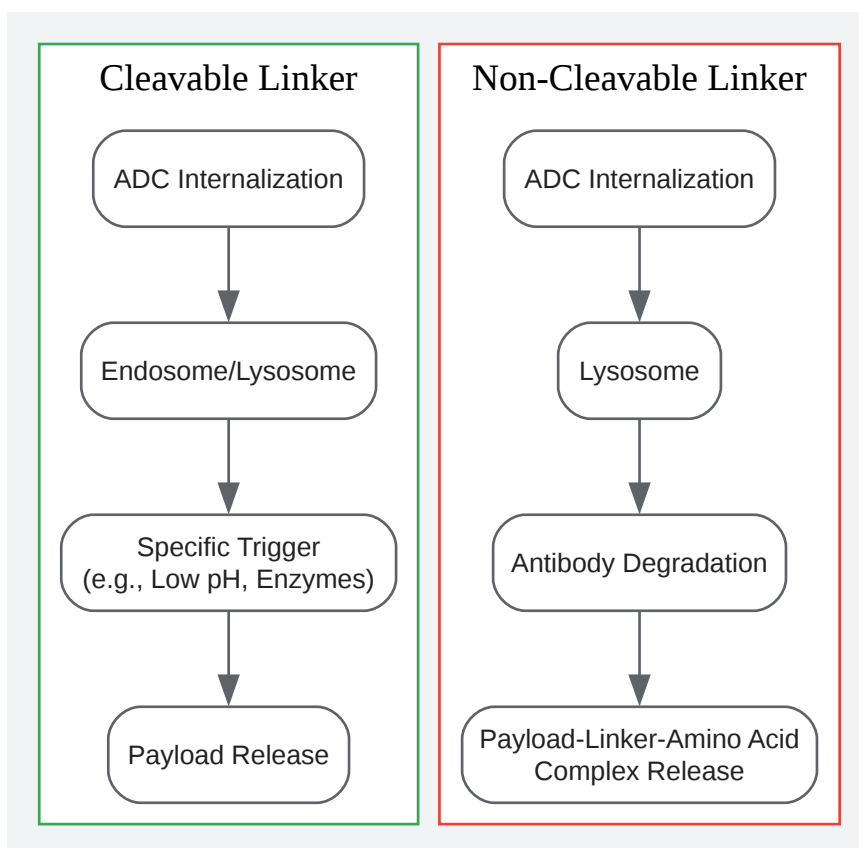 Cleavable Linker
ADC Internalization
Endosome/Lysosome
Specific Trigger
(e.g., Low pH, Enzymes)
Payload Release
Non-Cleavable Linker
ADC Internalization
Lysosome
Antibody Degradation
Payload-Linker-Amino Acid
Complex Release